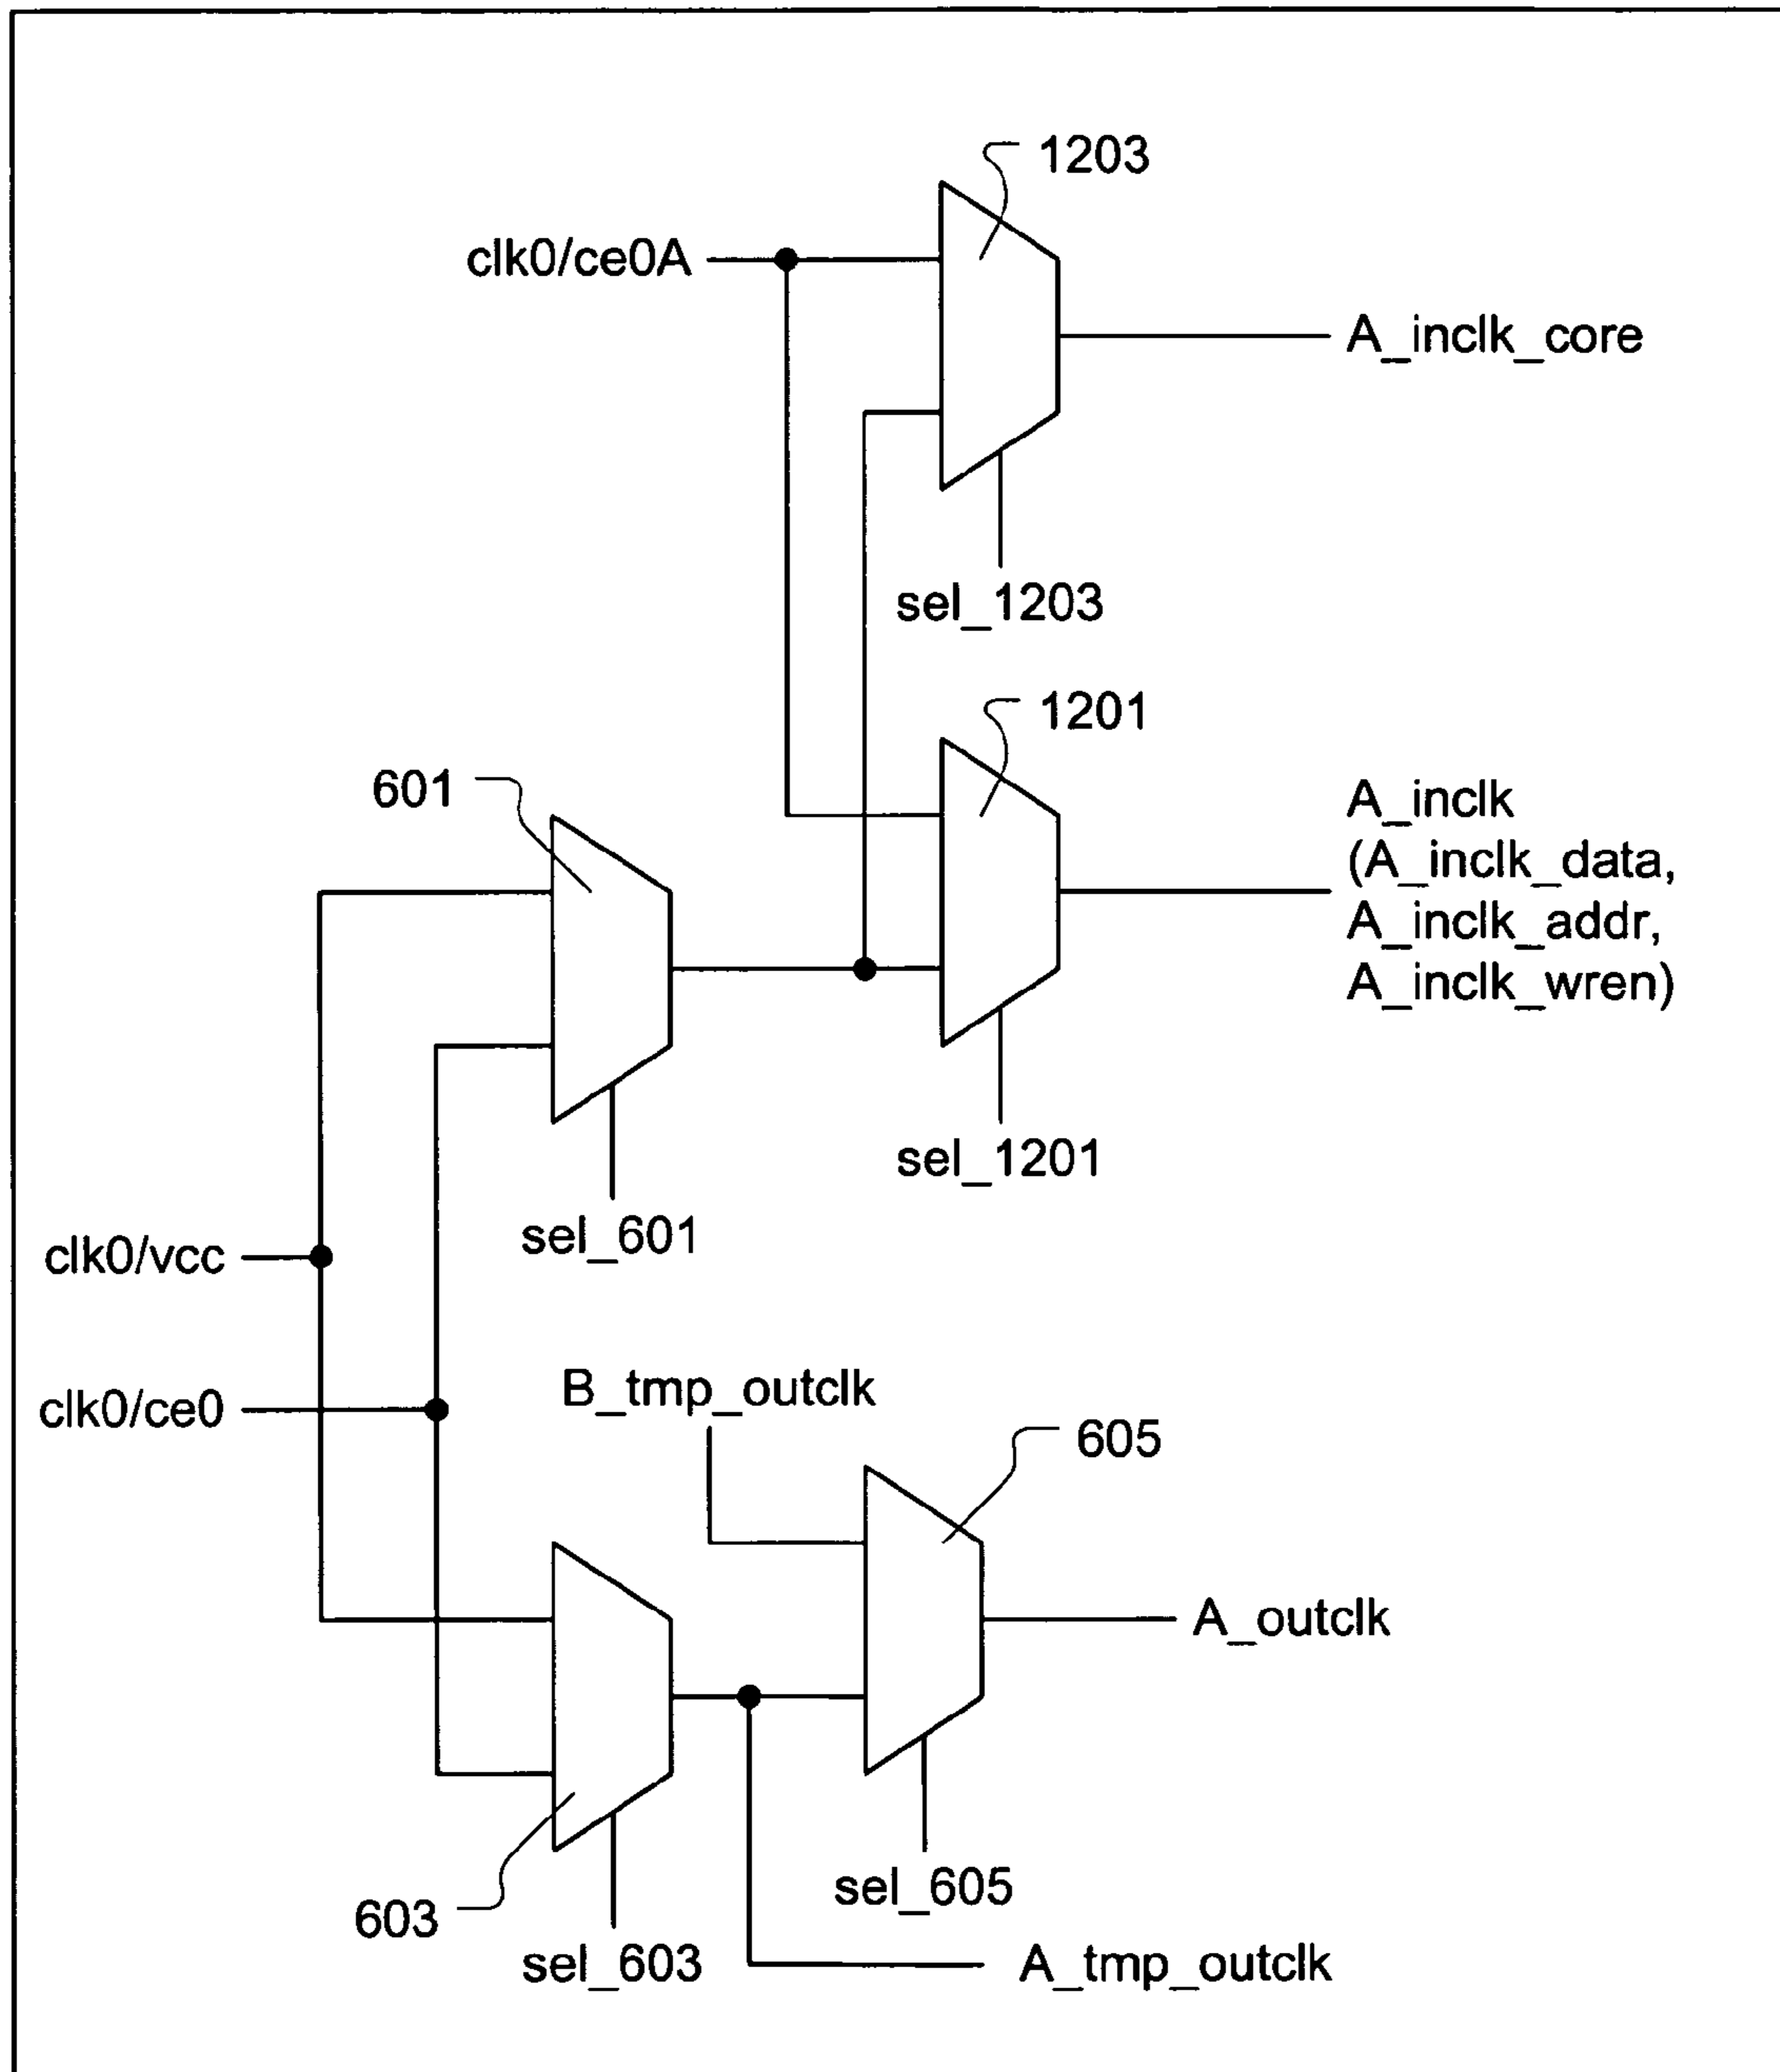 1203
clk0/ce0A
A_inclk_core
sel_1203
1201
601
A_inclk
(A_inclk_data,
A_inclk_addr,
A_inclk_wren)
sel_1201
sel_601
clk0/vcc
B_tmp_outclk
clk0/ce0
605
A_outclk
sel_605
603
sel_603
A_tmp_outclk